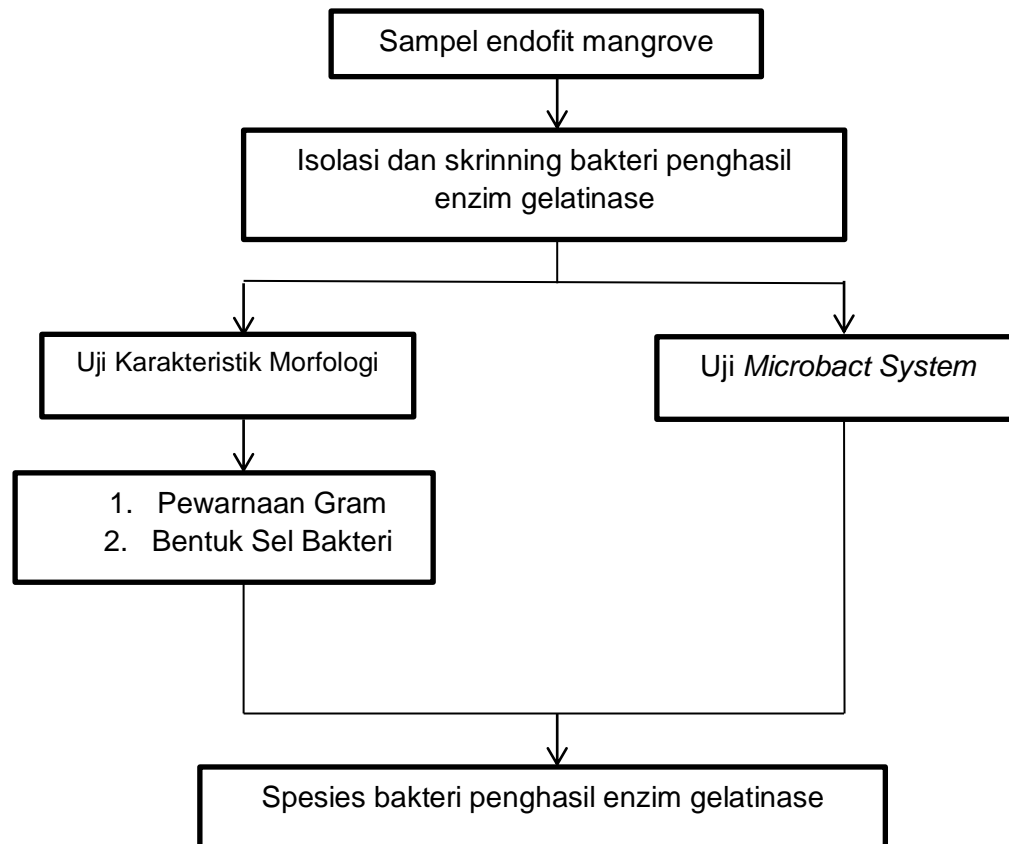 Sampel endofit mangrove
Isolasi dan skrinning bakteri penghasil
enzim gelatinase
Uji Karakteristik Morfologi
Uji Microbact System
1. Pewarnaan Gram
2. Bentuk Sel Bakteri
Spesies bakteri penghasil enzim gelatinase